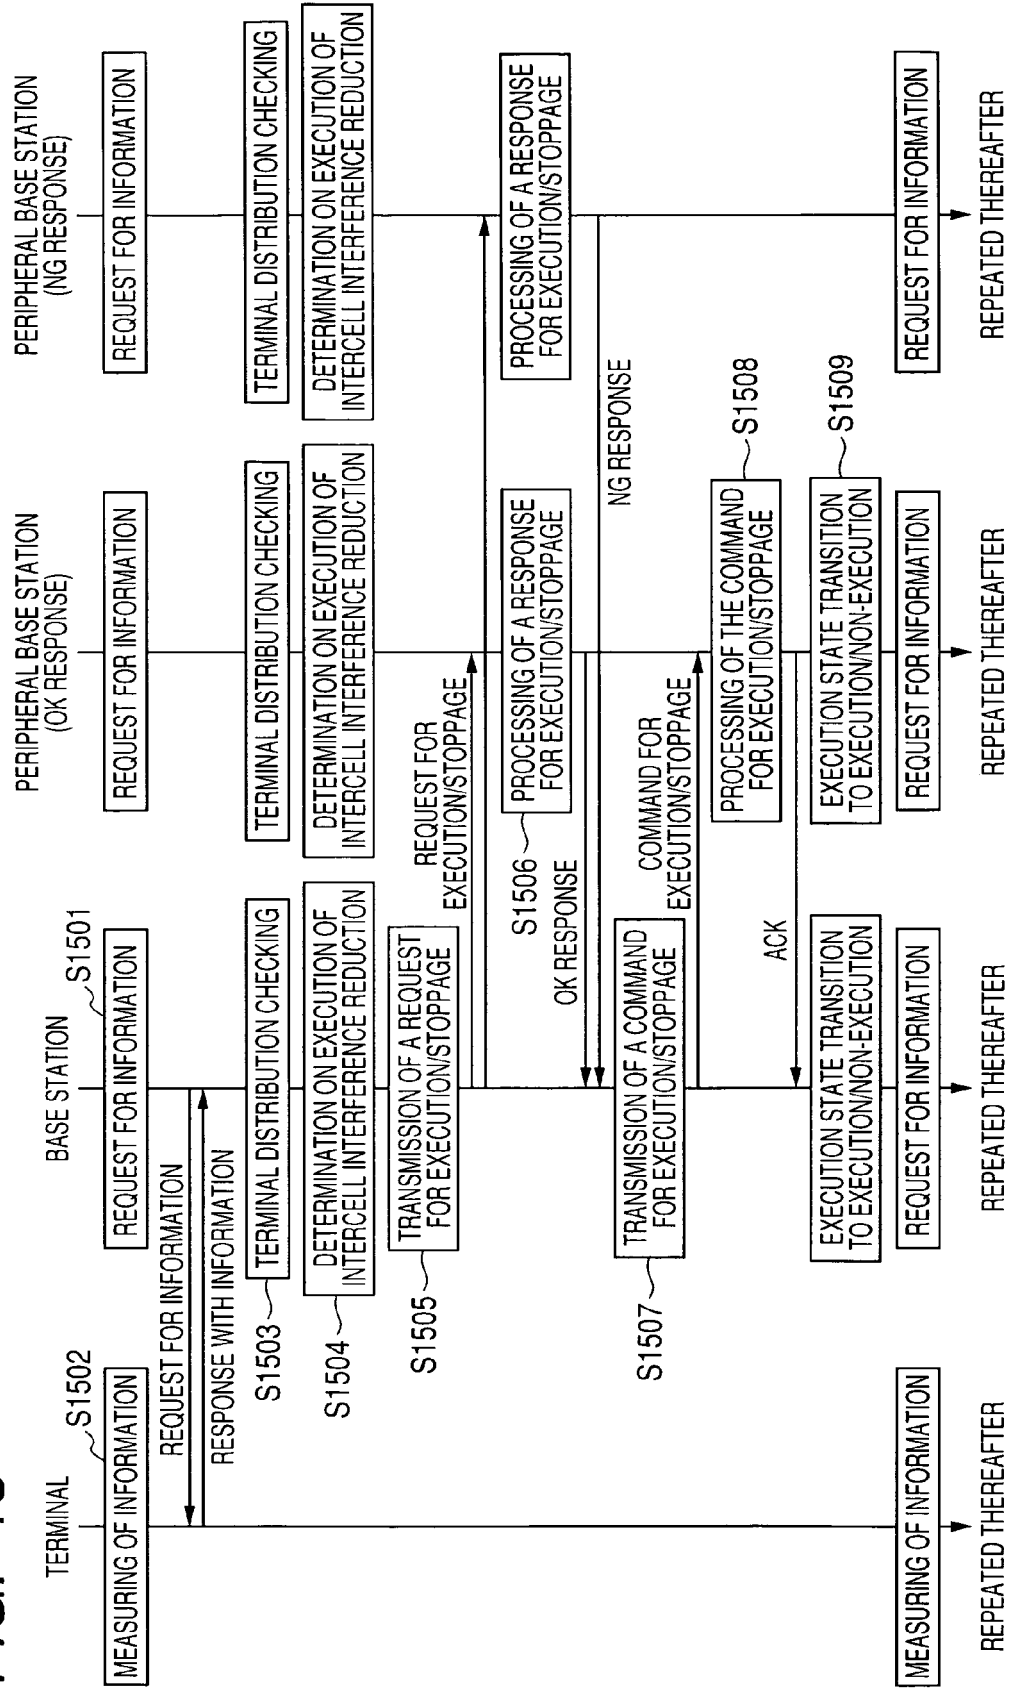 TERMINAL
BASE STATION
PERIPHERAL BASE STATION
(OK RESPONSE)
PERIPHERAL BASE STATION
(NG RESPONSE)
S1502
S1501
MEASURING OF INFORMATION
REQUEST FOR INFORMATION
REQUEST FOR INFORMATION
REQUEST FOR INFORMATION
REQUEST FOR INFORMATION
RESPONSE WITH INFORMATION
S1503
TERMINAL DISTRIBUTION CHECKING
TERMINAL DISTRIBUTION CHECKING
TERMINAL DISTRIBUTION CHECKING
S1504
DETERMINATION ON EXECUTION OF
INTERCELL INTERFERENCE REDUCTION
DETERMINATION ON EXECUTION OF
INTERCELL INTERFERENCE REDUCTION
DETERMINATION ON EXECUTION OF
INTERCELL INTERFERENCE REDUCTION
S1505
TRANSMISSION OF A REQUEST
FOR EXECUTION/STOPPAGE
REQUEST FOR
EXECUTION/STOPPAGE
S1506
PROCESSING OF A RESPONSE
FOR EXECUTION/STOPPAGE
PROCESSING OF A RESPONSE
FOR EXECUTION/STOPPAGE
OK RESPONSE
NG RESPONSE
S1507
TRANSMISSION OF A COMMAND
FOR EXECUTION/STOPPAGE
COMMAND FOR
EXECUTION/STOPPAGE
PROCESSING OF THE COMMAND
FOR EXECUTION/STOPPAGE
S1508
ACK
EXECUTION STATE TRANSITION
TO EXECUTION/NON-EXECUTION
EXECUTION STATE TRANSITION
TO EXECUTION/NON-EXECUTION
S1509
MEASURING OF INFORMATION
REQUEST FOR INFORMATION
REQUEST FOR INFORMATION
REQUEST FOR INFORMATION
REPEATED THEREAFTER
REPEATED THEREAFTER
REPEATED THEREAFTER
REPEATED THEREAFTER